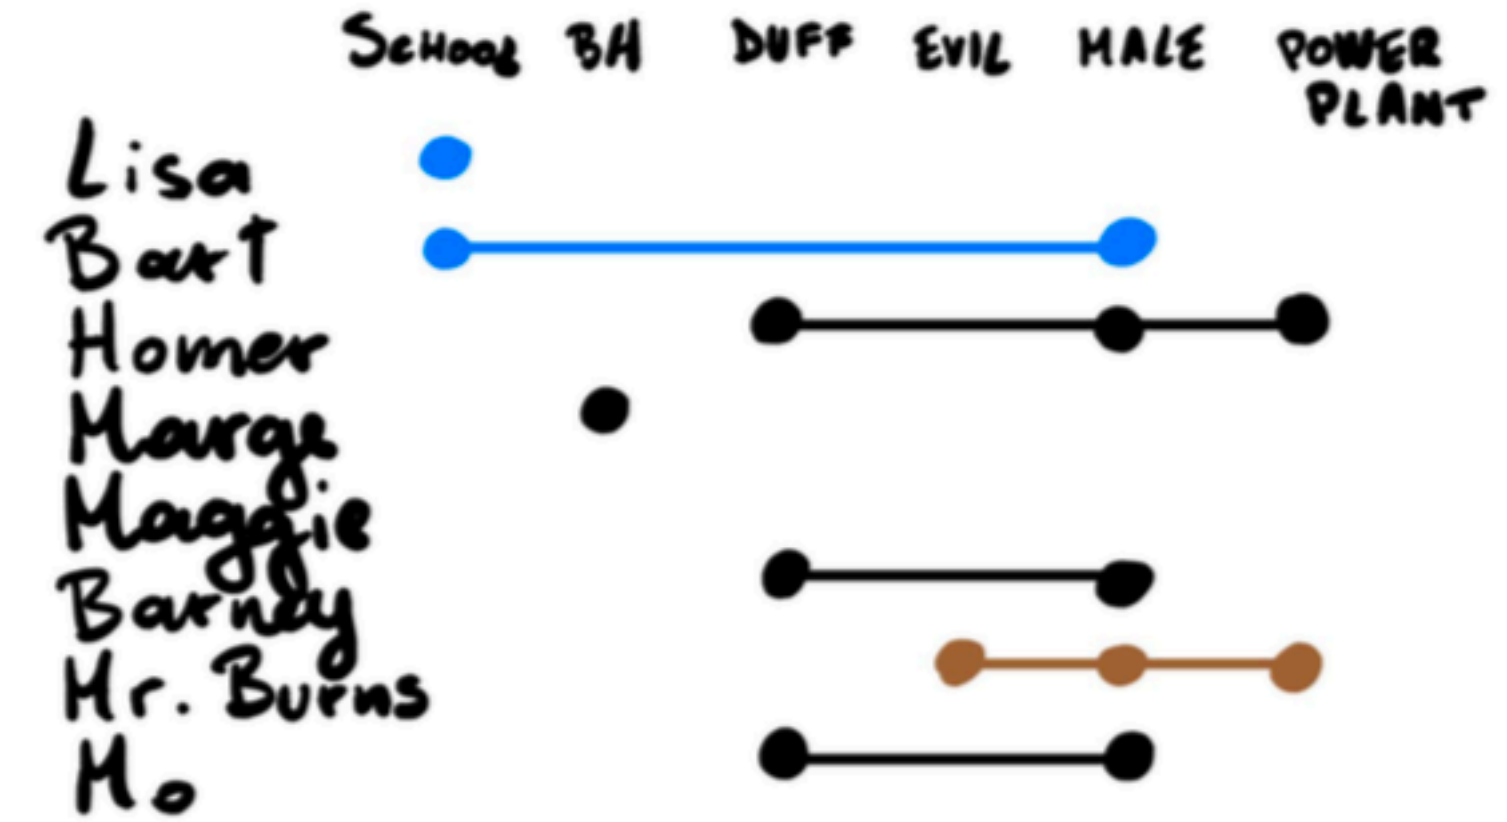 SCHOOL BH DUFF EVIL MALE POWER
PLANT
Lisa
Bart
Homer
Marge
Maggie
Barney
Mr. Burns
Mo